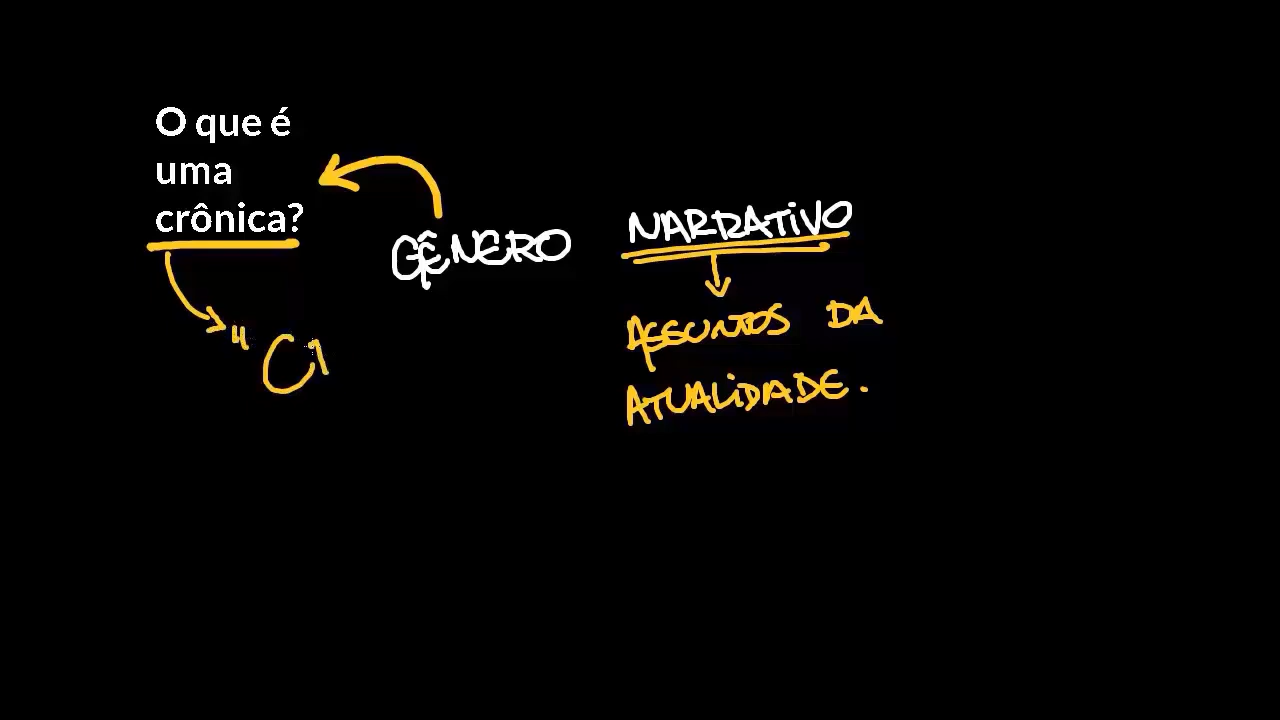 O que é
uma
crônica?
GÊNERO NARRATIVO
ASSUNTOS DA
ATUALIDADE.